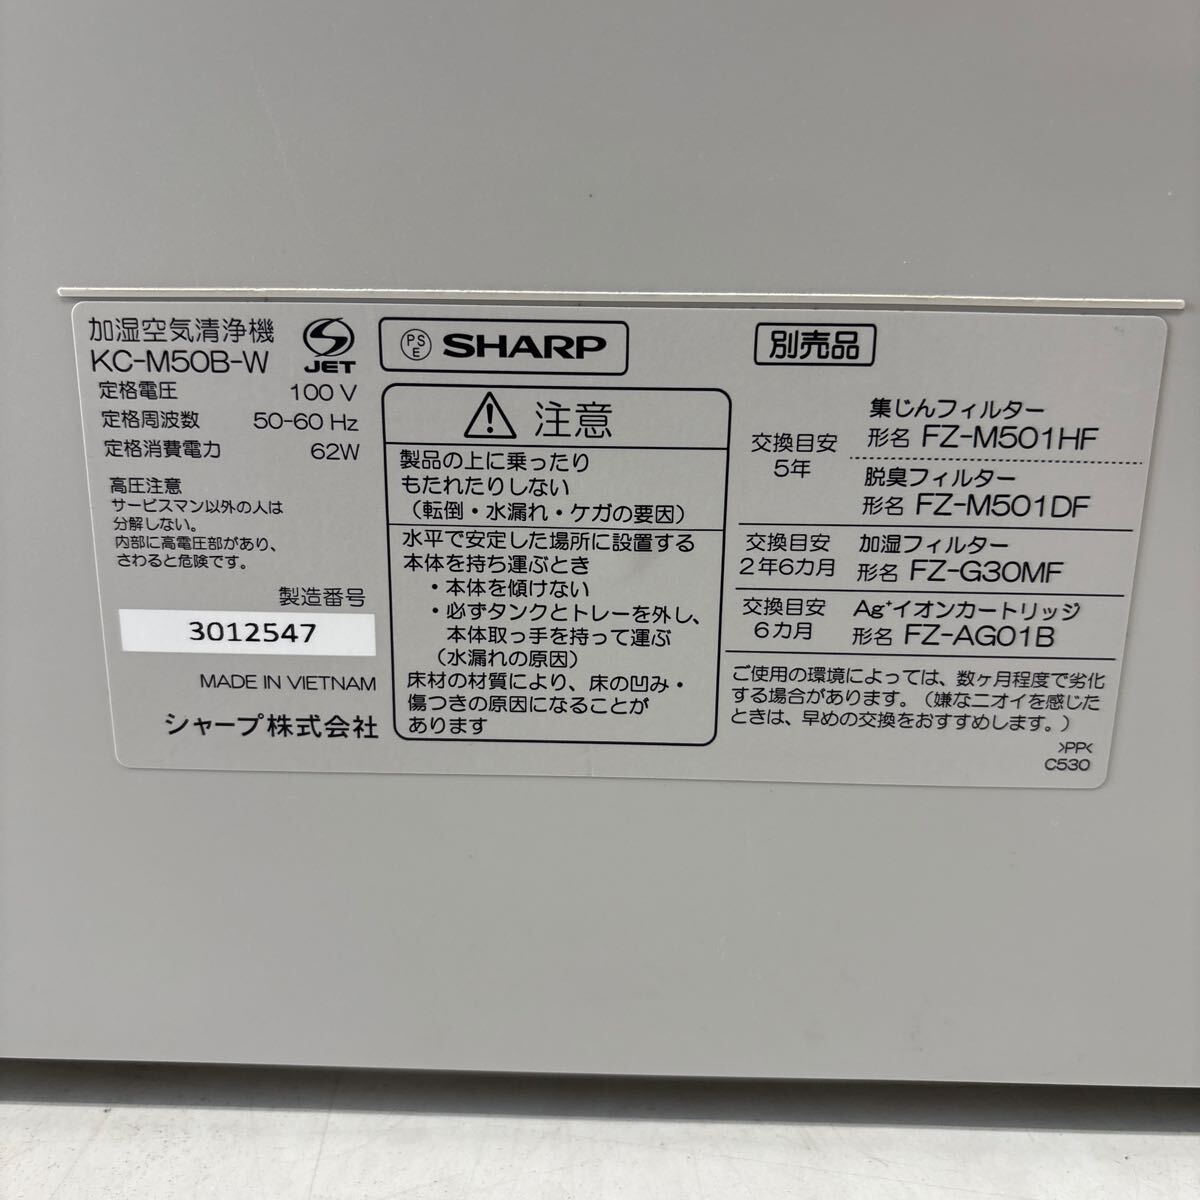 加湿空気清浄機
KC-M50B-W
JET
定格電圧 100 V
定格周波数 50-60 Hz
定格消費電力 62W
高圧注意
サービスマン以外の人は
分解しない。
内部に高電圧部があり、
さわると危険です。
製造番号
3012547
MADE IN VIETNAM
シャープ株式会社
PS
E
SHARP
注意
製品の上に乗ったり
もたれたりしない
(転倒・水漏れ・ケガの要因)
水平で安定した場所に設置する
本体を持ち運ぶとき
・本体を傾けない
・必ずタンクとトレーを外し、
本体取っ手を持って運ぶ
(水漏れの原因)
床材の材質により、床の凹み・
傷つきの原因になることが
あります
別売品
交換目安
5年
集じんフィルター
形名 FZ-M501HF
脱臭フィルター
形名 FZ-M501DF
交換目安
2年6カ月
加湿フィルター
形名 FZ-G30MF
交換目安
6カ月
Ag⁺イオンカートリッジ
形名 FZ-AG01B
ご使用の環境によっては、数ヶ月程度で劣化
する場合があります。(嫌なニオイを感じた
ときは、早めの交換をおすすめします。)
>PP<
C530